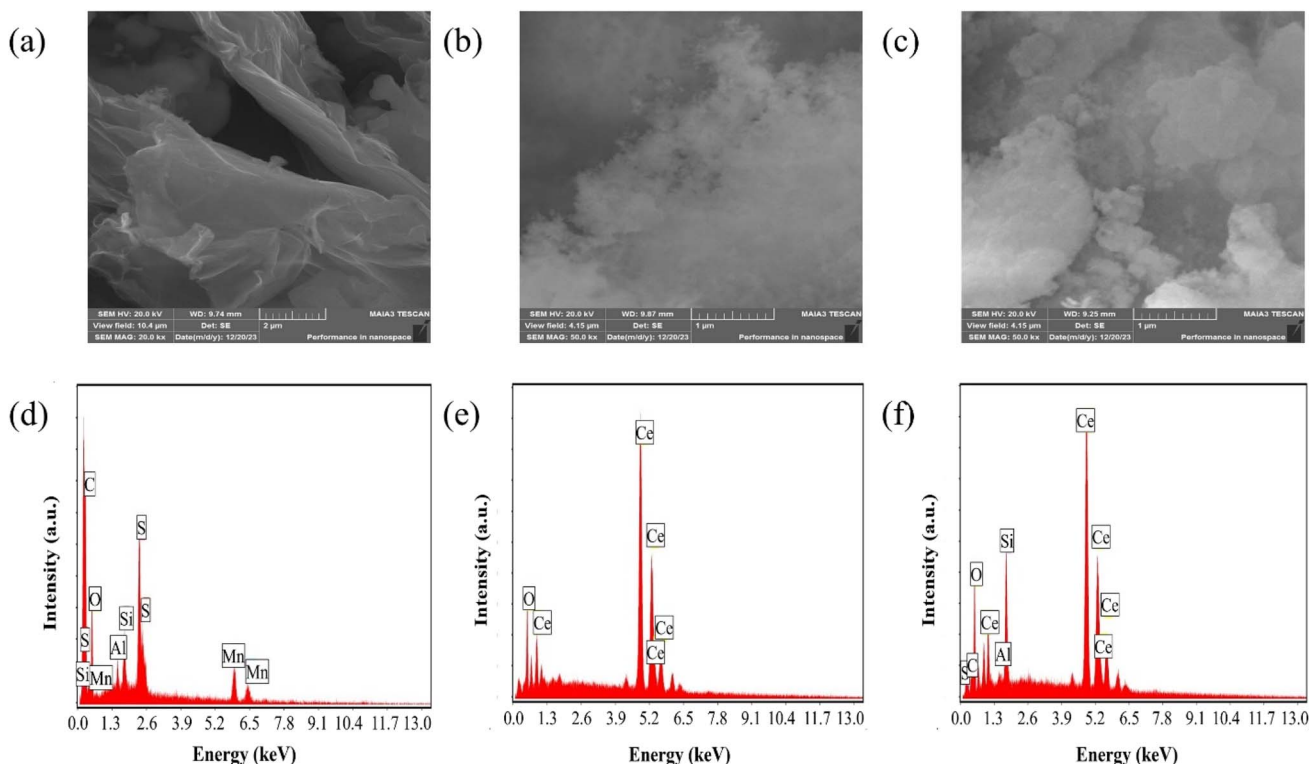 (a)
SEM HV: 20.0 kV WD: 9.74 mm MAIA3 TESCAN
View field: 10.4 µm Det: SE 2 µm
SEM MAG: 20.0 kx Date(m/d/y): 12/20/23 Performance in nanospace
(b)
SEM HV: 20.0 kV WD: 9.87 mm MAIA3 TESCAN
View field: 4.15 µm Det: SE 1 µm
SEM MAG: 50.0 kx Date(m/d/y): 12/20/23 Performance in nanospace
(c)
SEM HV: 20.0 kV WD: 9.25 mm MAIA3 TESCAN
View field: 4.15 µm Det: SE 1 µm
SEM MAG: 50.0 kx Date(m/d/y): 12/20/23 Performance in nanospace
(d)
Intensity (a.u.)
C
S
O
Si
S
S
Al
Si
Mn
Mn
Mn
0.0 1.3 2.6 3.9 5.2 6.5 7.8 9.1 10.4 11.7 13.0
Energy (keV)
(e)
Intensity (a.u.)
Ce
Ce
O
Ce
Ce
Ce
0.0 1.3 2.6 3.9 5.2 6.5 7.8 9.1 10.4 11.7 13.0
Energy (keV)
(f)
Intensity (a.u.)
Ce
Si
Ce
O
Ce
Ce
Ce
Al
C
S
0.0 1.3 2.6 3.9 5.2 6.5 7.8 9.1 10.4 11.7 13.0
Energy (keV)